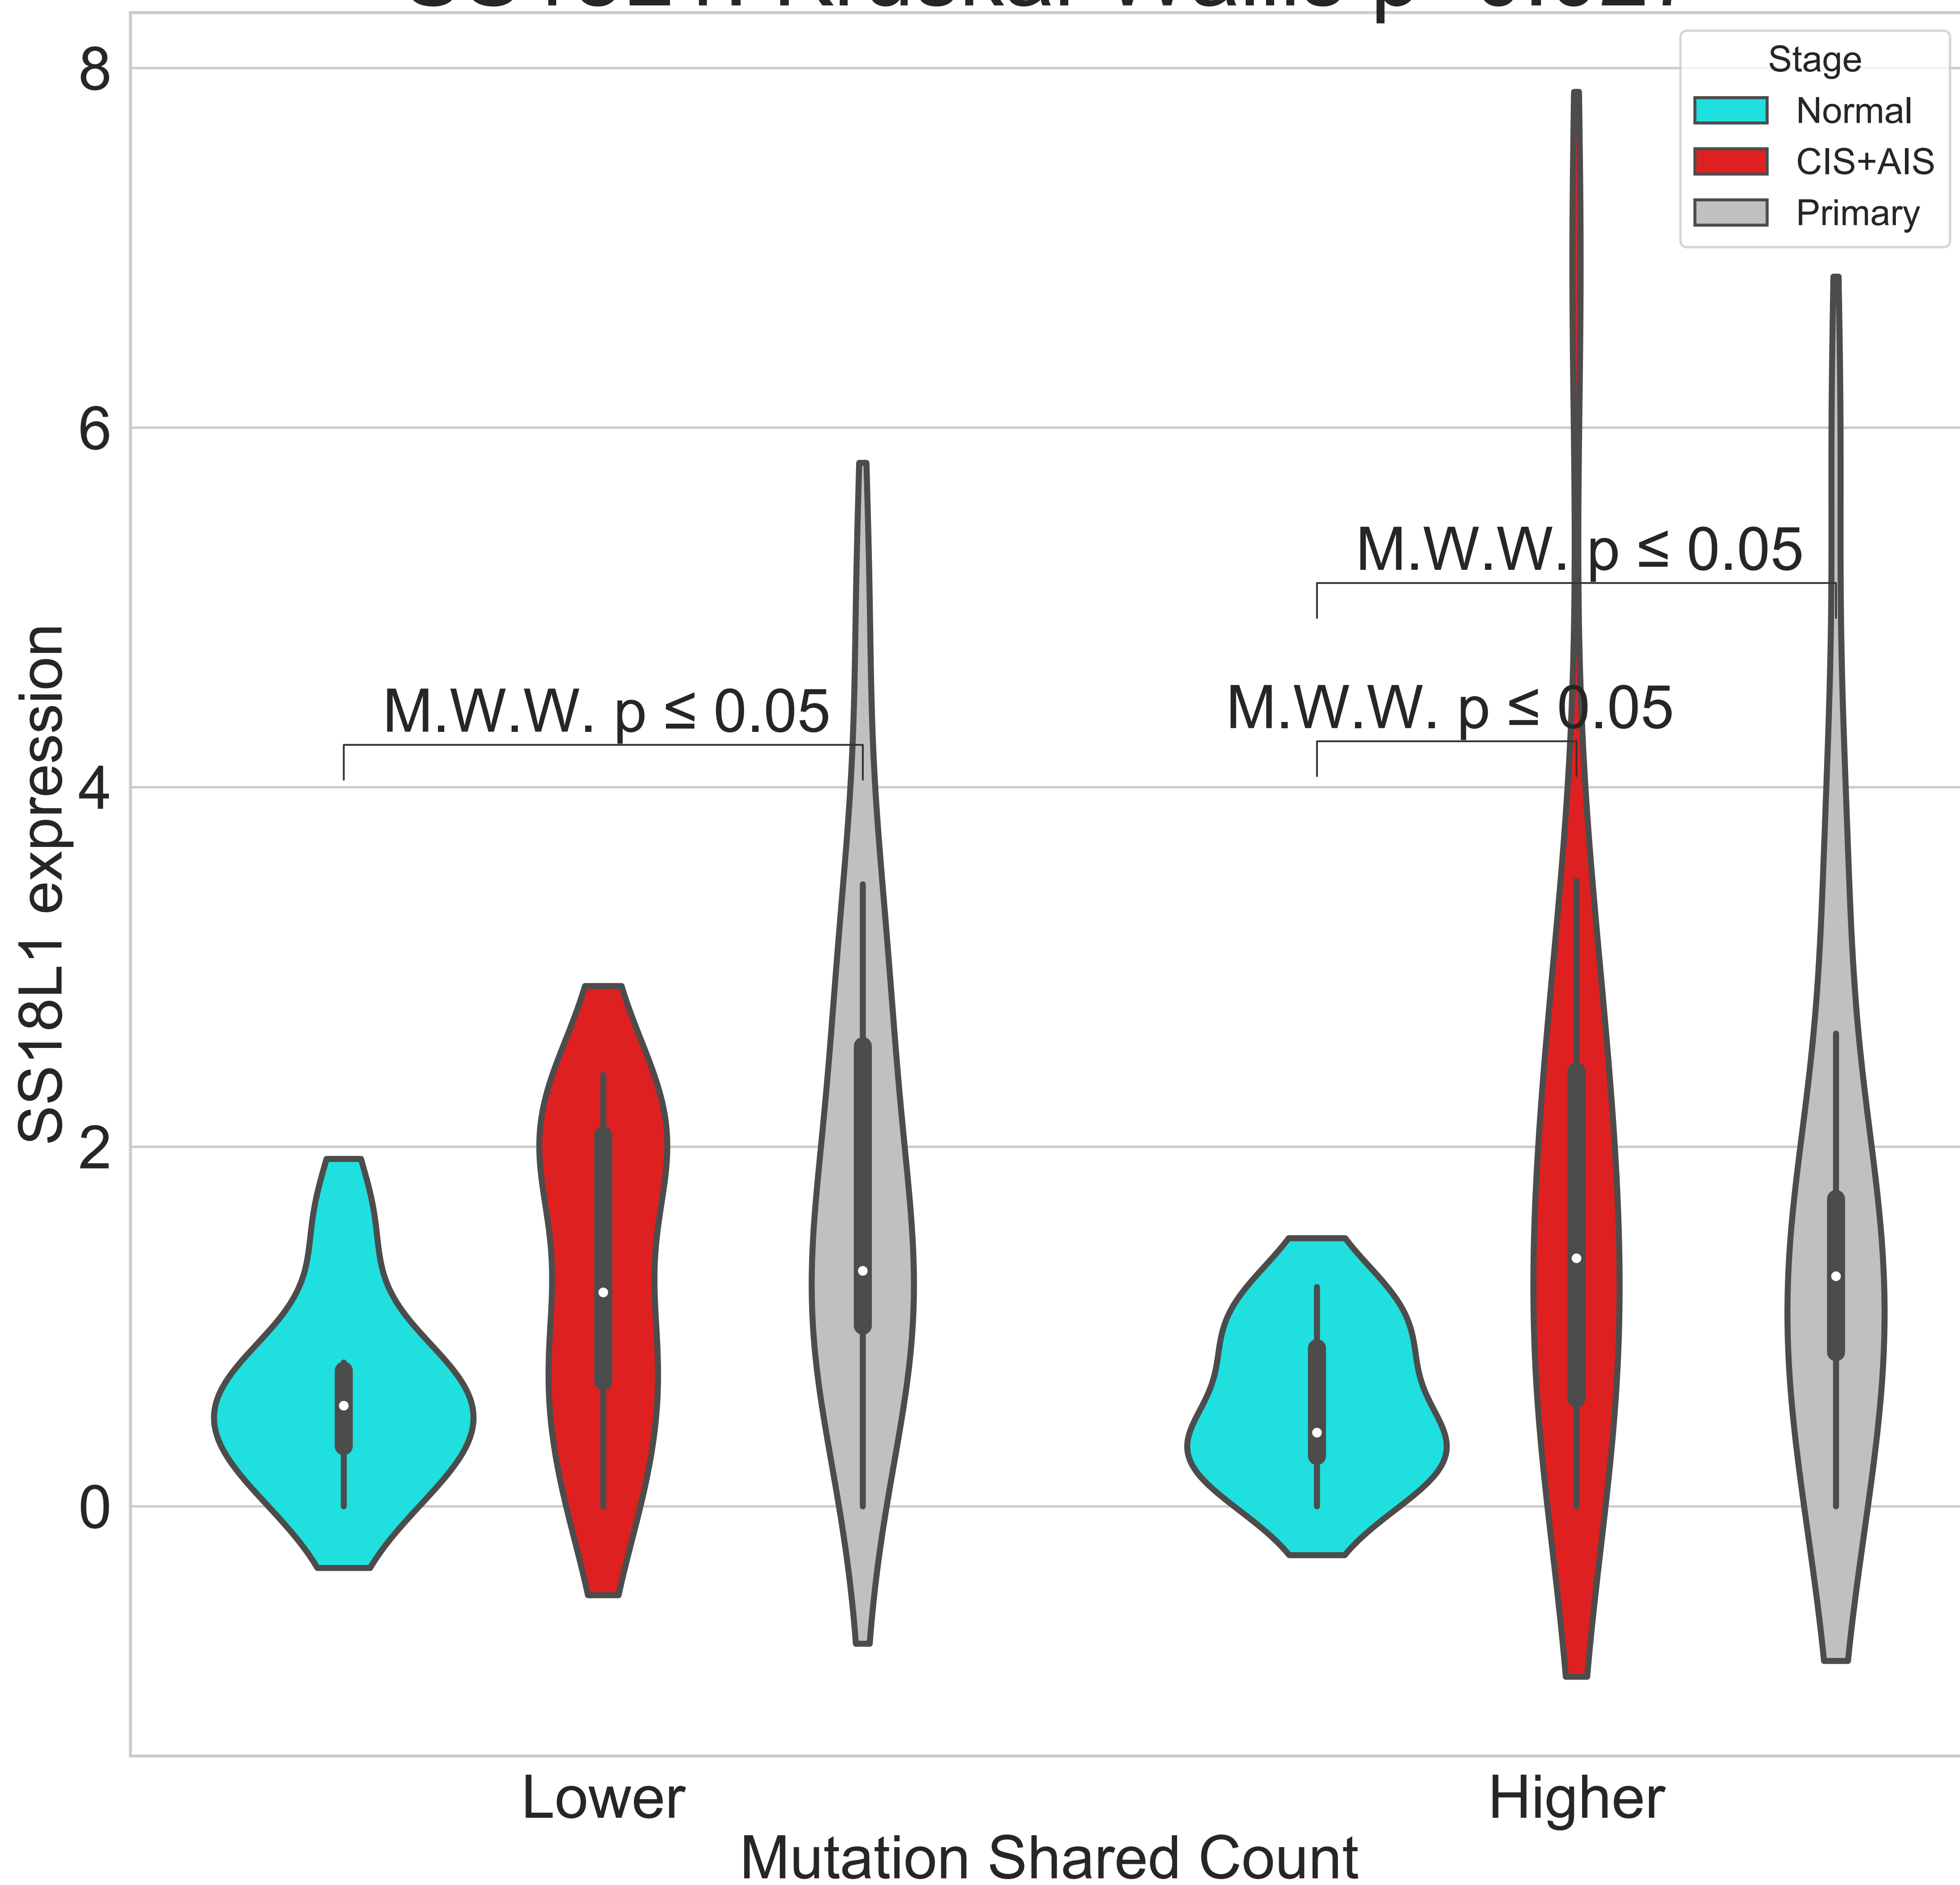 8
6
4
2
0
SS18L1 expression
Stage
Normal
CIS+AIS
Primary
M.W.W. p ≤ 0.05
M.W.W. p ≤ 0.05
M.W.W. p ≤ 0.05
Lower
Higher
Mutation Shared Count